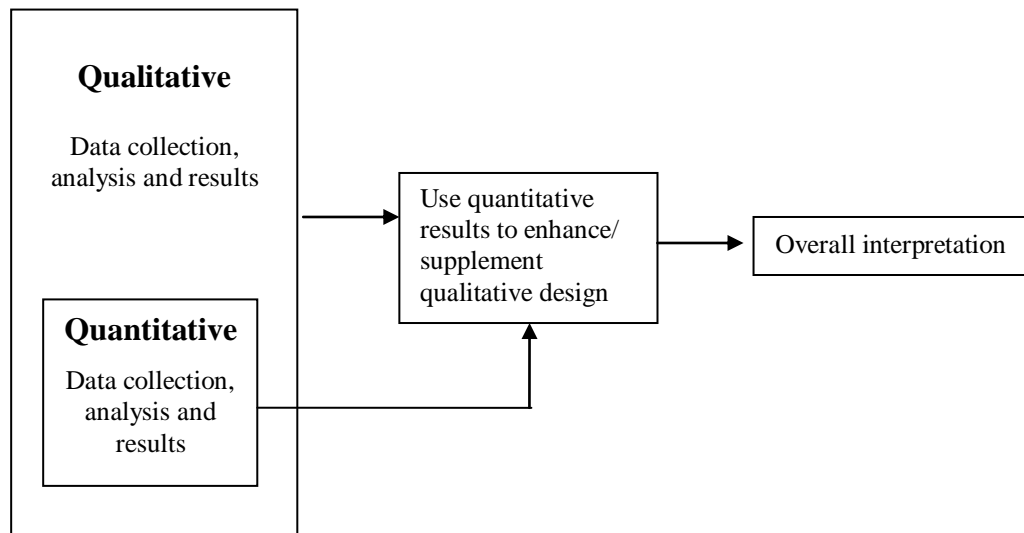 Qualitative
Data collection,
analysis and results
Use quantitative
results to enhance/
supplement
qualitative design
Overall interpretation
Quantitative
Data collection,
analysis and
results